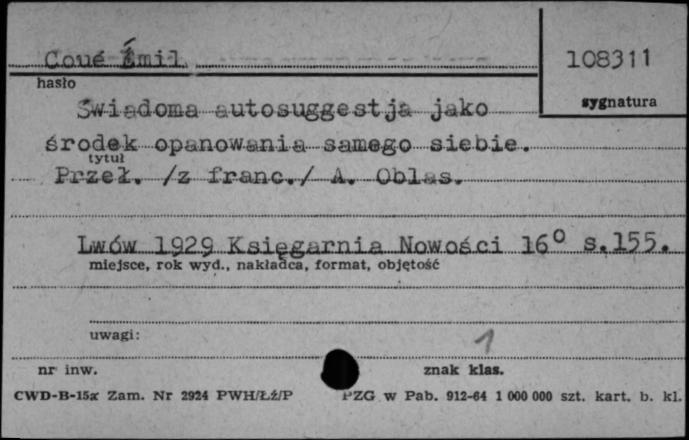 Coué Émil.
108311
hasło
sygnatura
Świadoma autosuggestja jako
środek opanowania samego siebie.
tytuł
Przeł. /z franc./ A. Oblas.
Lwów 1929 Księgarnia Nowości 16° s.155.
miejsce, rok wyd., nakładca, format, objętość
uwagi:
1
nr inw.
znak klas.
CWD-B-15a Zam. Nr 2924 PWH/Łź/P PZG w Pab. 912-64 1 000 000 szt. kart. b. kl.